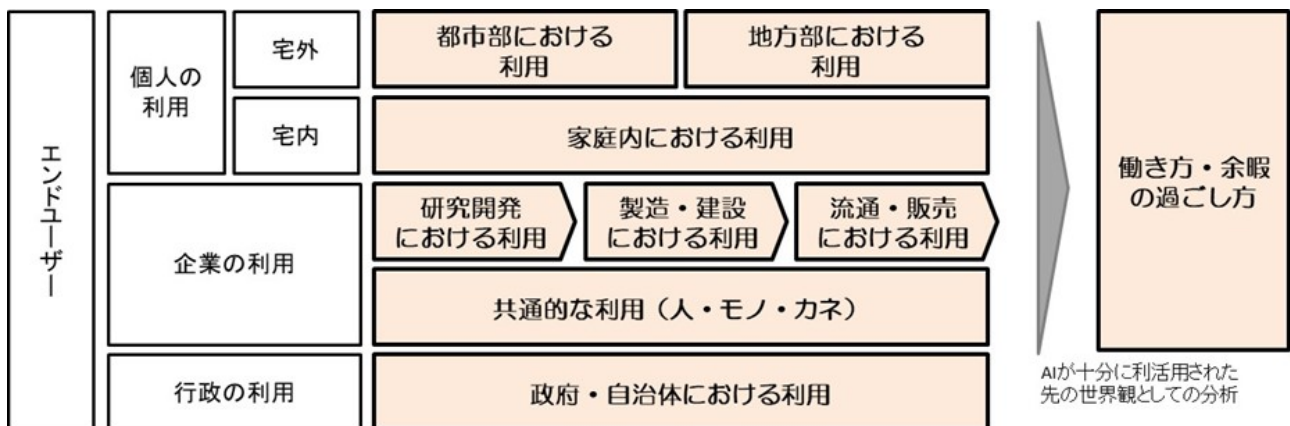 エンドユーザー
個人の
利用
宅外
都市部における
利用
地方部における
利用
宅内
家庭内における利用
企業の利用
研究開発
における利用
製造・建設
における利用
流通・販売
における利用
共通的な利用（人・モノ・カネ）
行政の利用
政府・自治体における利用
働き方・余暇
の過ごし方
AIが十分に利活用された
先の世界観としての分析